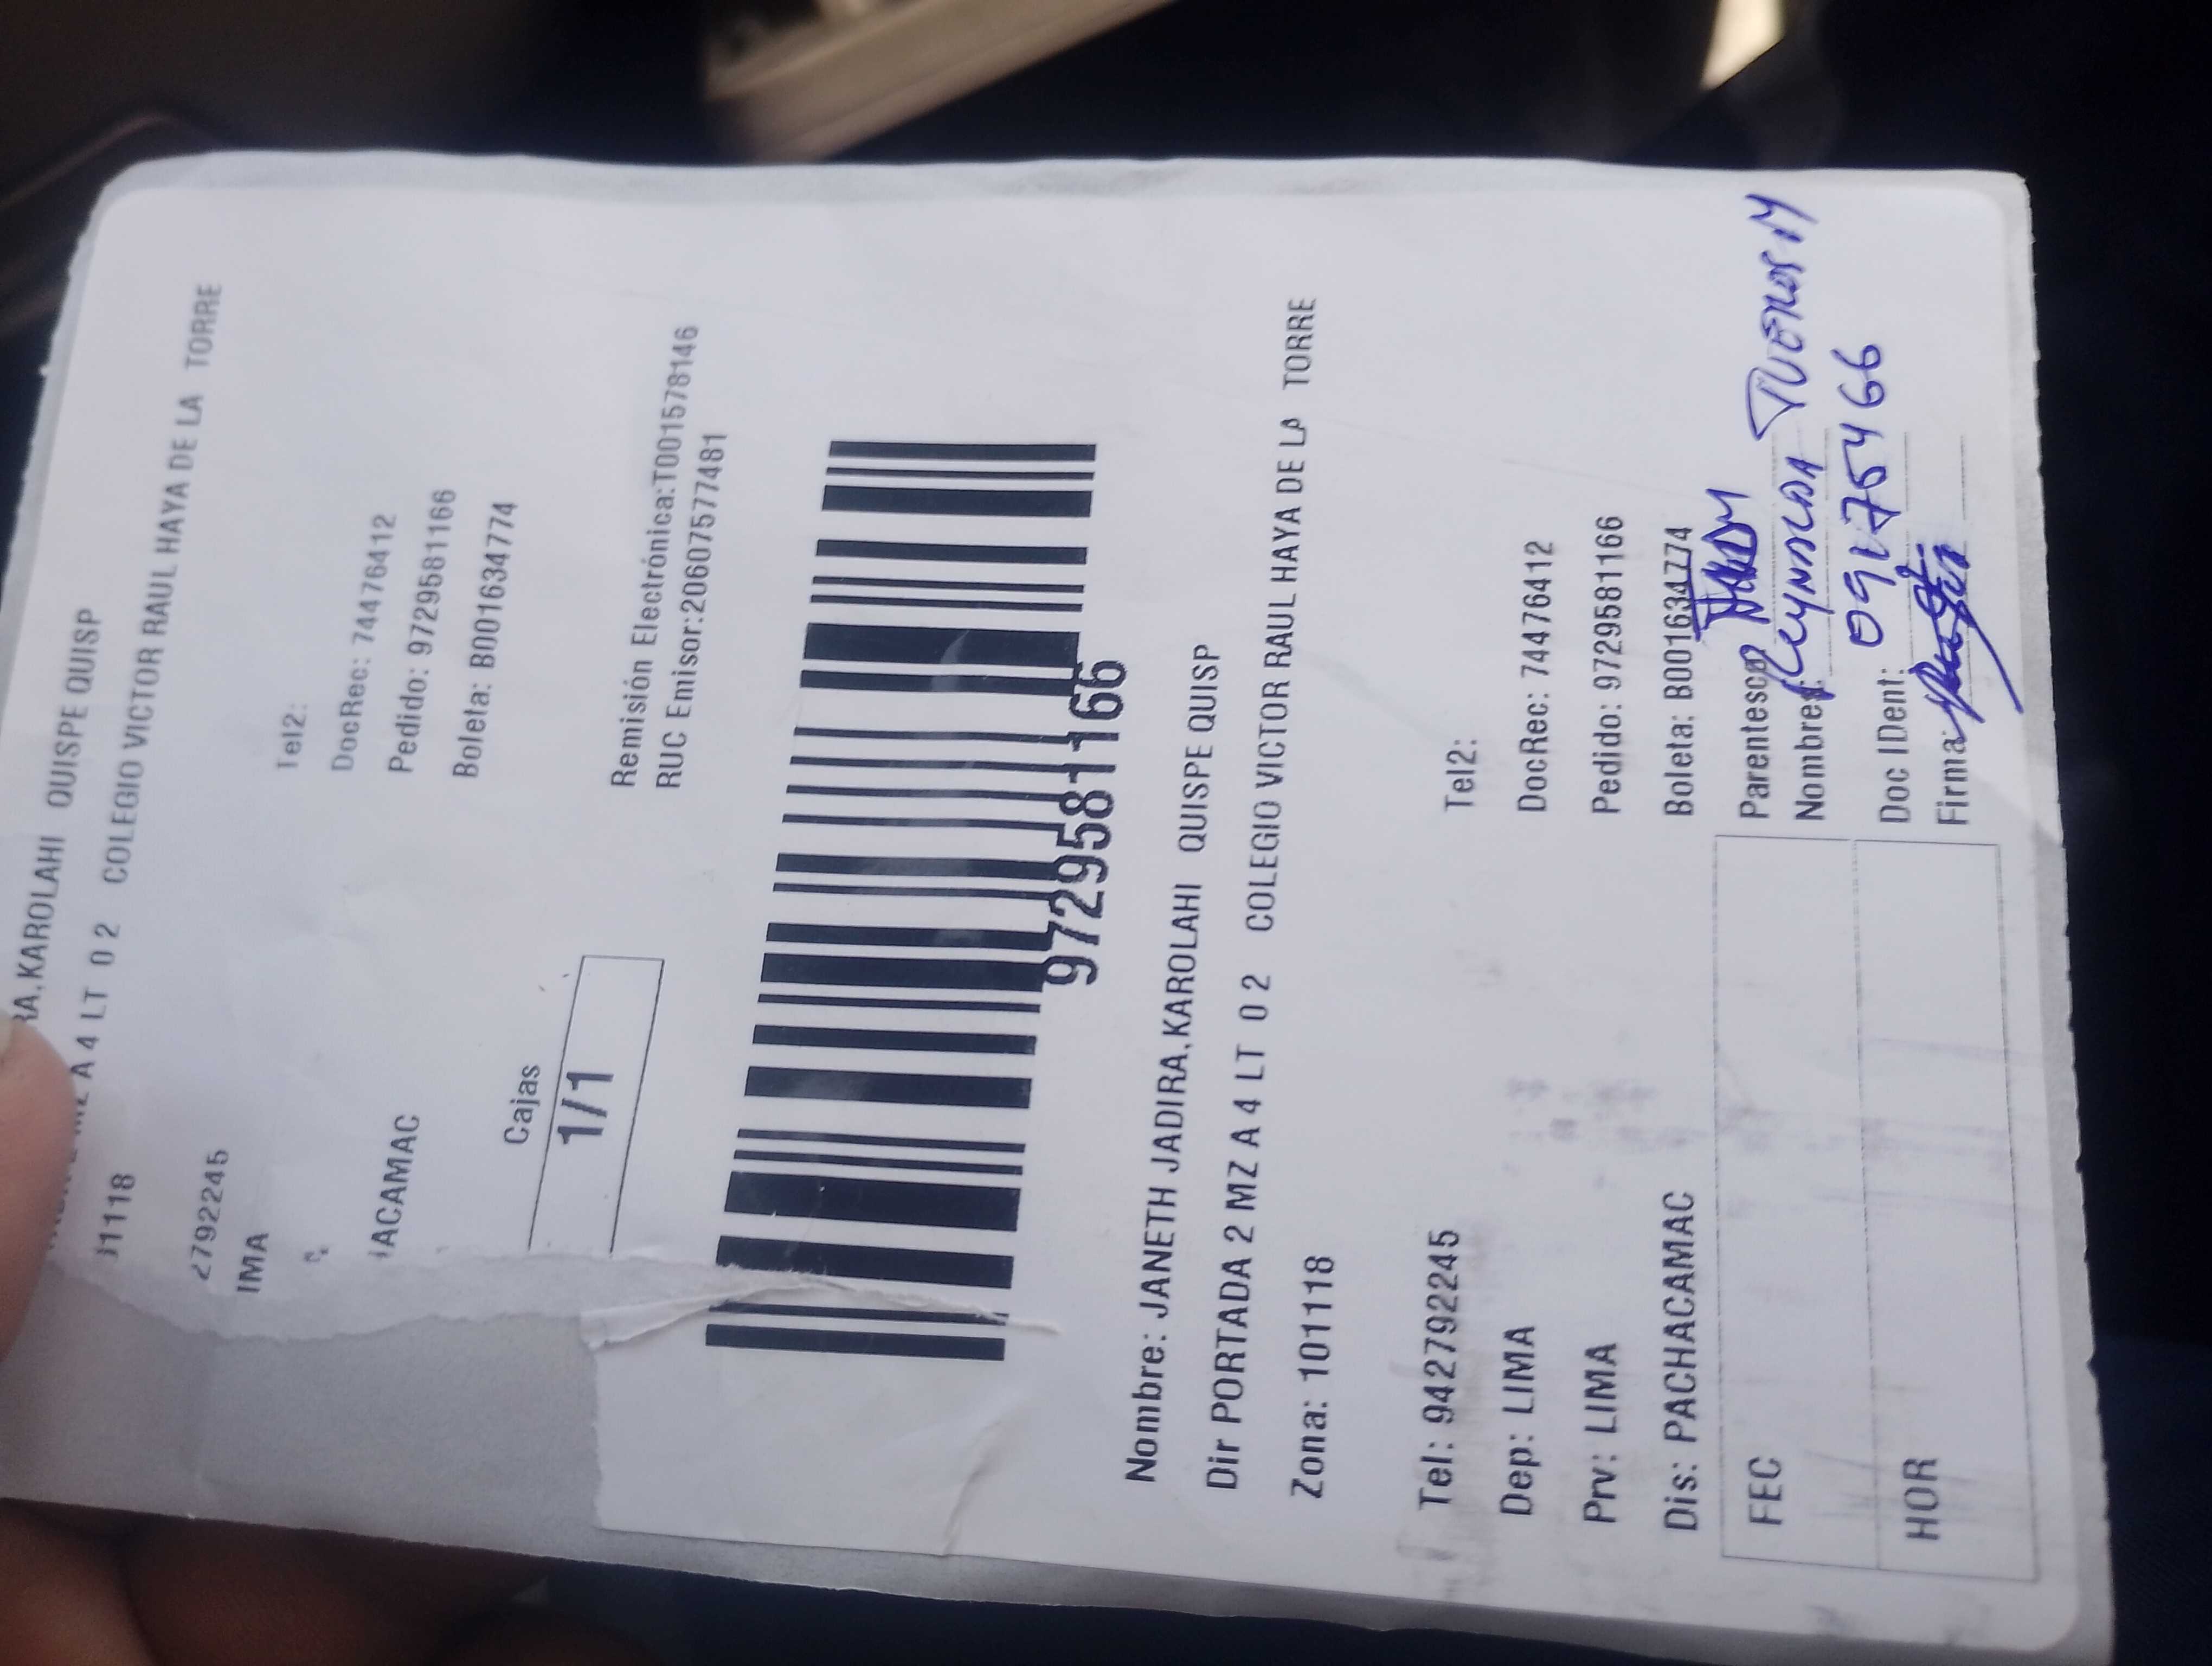 RA,KAROLAHI QUISPE QUISP
A 4 LT 0 2 COLEGIO VICTOR RAUL HAYA DE LA TORRE
1118
2792245
Tel2:
IMA
DocRec: 74476412
ACAMAC
Pedido: 9729581166
Boleta: B001634774
Cajas
1/1
Remisión Electrónica:T001578146
RUC Emisor:20607577481
9729581166
Nombre: JANETH JADIRA,KAROLAHI QUISPE QUISP
Dir PORTADA 2 MZ A 4 LT 0 2 COLEGIO VICTOR RAUL HAYA DE LA TORRE
Zona: 101118
Tel: 942792245
Tel2:
Dep: LIMA
DocRec: 74476412
Prv: LIMA
Pedido: 9729581166
Dis: PACHACAMAC
Boleta: B001634774
FEC
Parentesco
Nombre:
HOR
Doc IDent: 09175466
Firma: